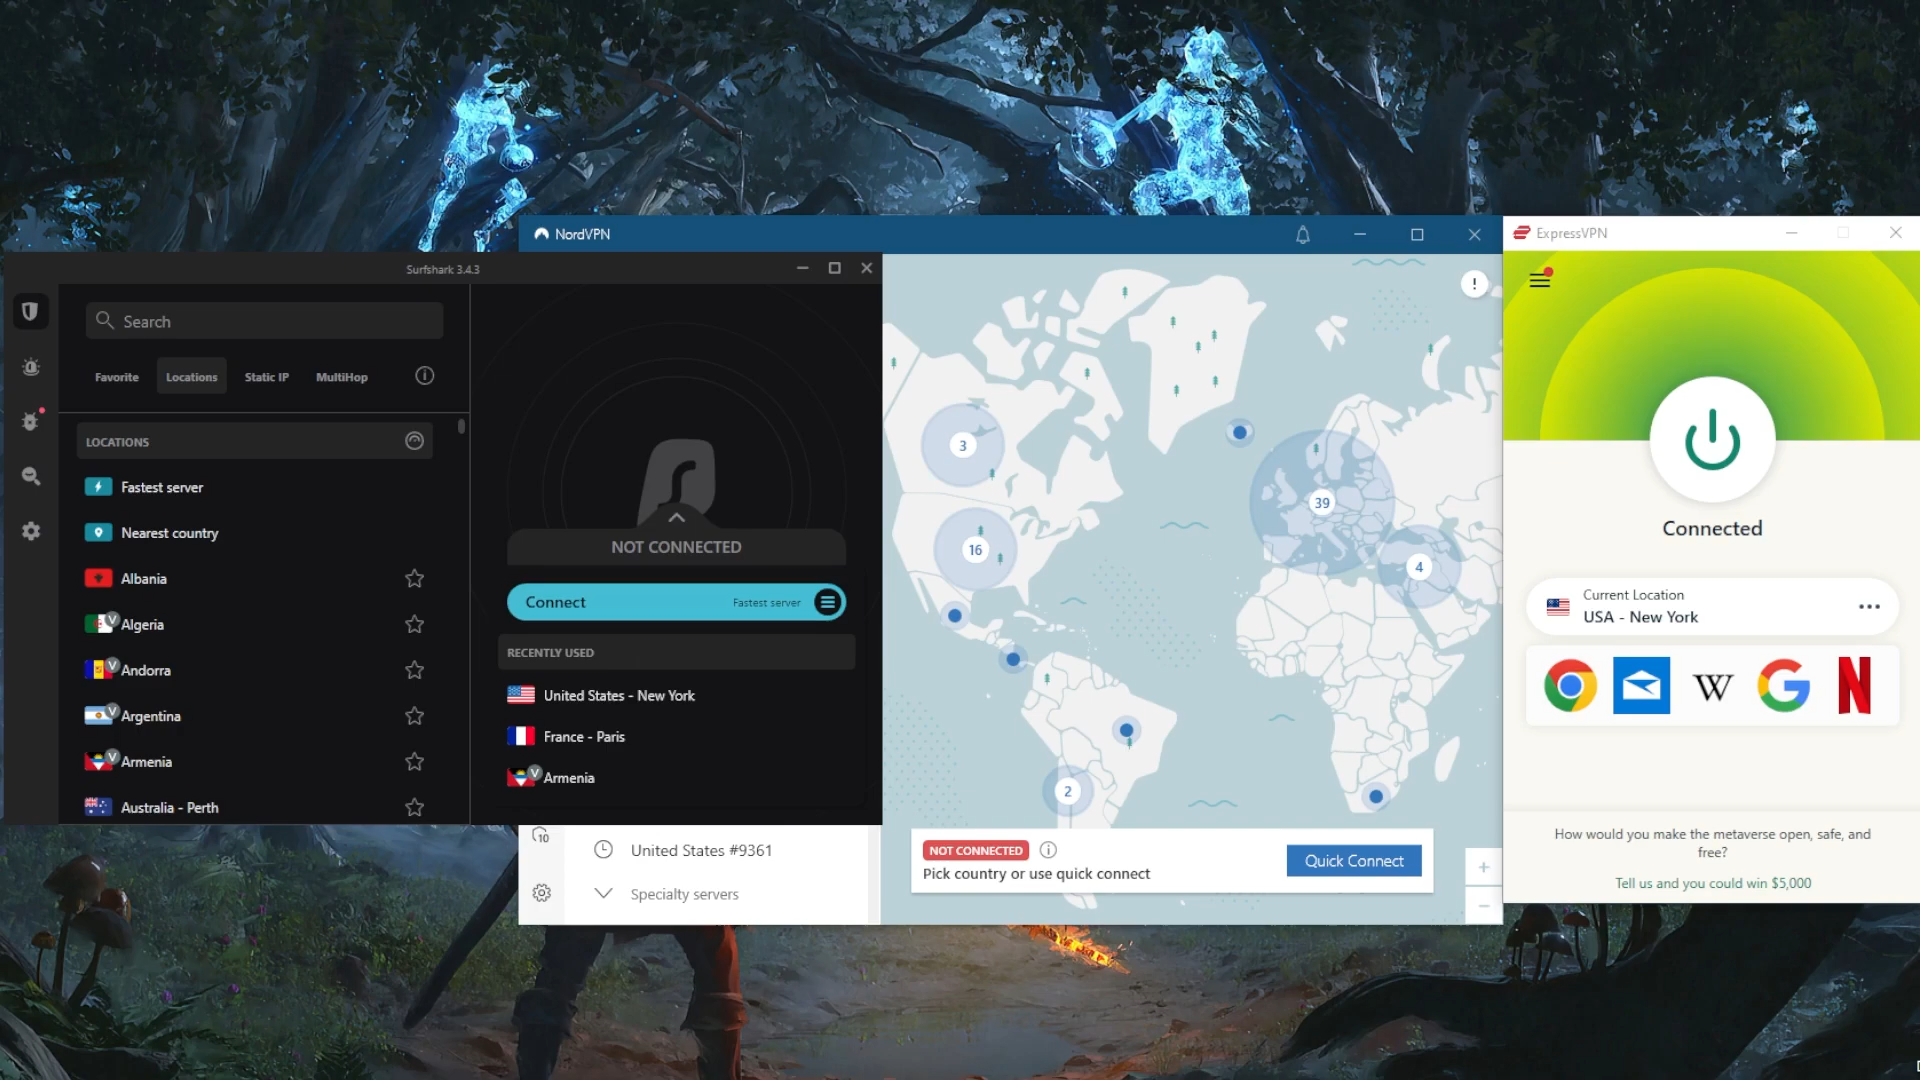 NordVPN
ExpressVPN
Surfshark 3.4.3
Search
Favorite
Locations
Static IP
MultiHop
LOCATIONS
Fastest server
Nearest country
Albania
V Algeria
V Andorra
V Argentina
V Armenia
Australia - Perth
NOT CONNECTED
Connect
Fastest server
RECENTLY USED
United States - New York
France - Paris
V Armenia
10
United States #9361
Specialty servers
!
3
39
16
4
2
NOT CONNECTED
Pick country or use quick connect
Quick Connect
+
−
Connected
Current Location
USA - New York
W
G
N
How would you make the metaverse open, safe, and
free?
Tell us and you could win $5,000